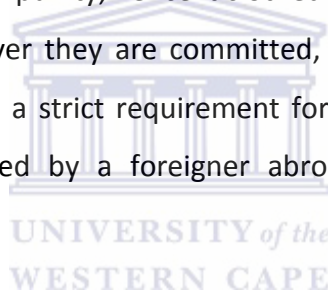 ver they are committed,
a strict requirement for
ed by a foreigner abro
UNIVERSITY of the
WESTERN CAPE